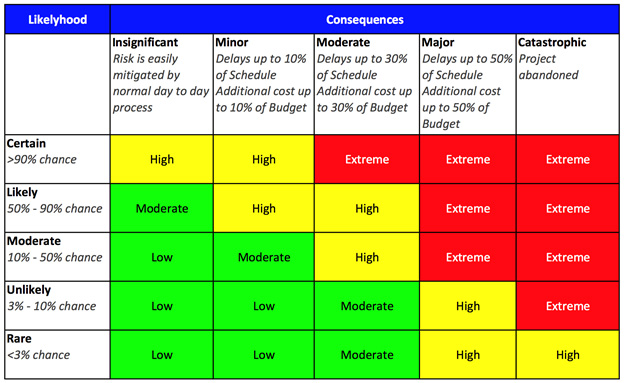 Likelyhood Consequences
Insignificant Minor Moderate Major Catastrophic
Risk is easily Delays up to 10% Delays up to 30% Delays up to 50% Project
mitigated by of Schedule of Schedule of Schedule abandoned
normal day to day Additional cost up Additional cost up Additional cost
process to 10% of Budget to 30% of Budget up to 50% of
Budget
Certain
>90% chance High High Extreme Extreme Extreme
Likely
50% - 90% chance Moderate High High Extreme Extreme
Moderate
10% - 50% chance Low Moderate High Extreme Extreme
Unlikely
3% - 10% chance Low Low Moderate High Extreme
Rare
<3% chance Low Low Moderate High High